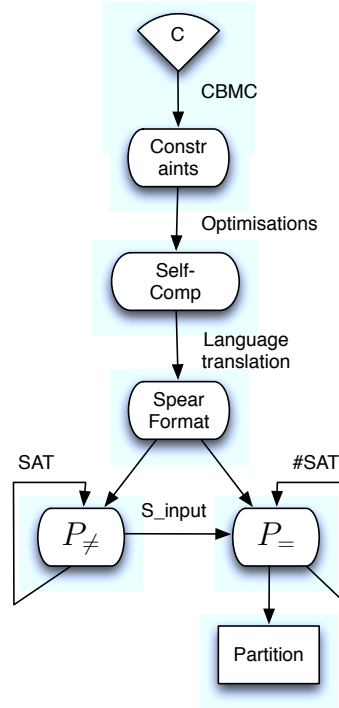 C
CBMC
Constr
aints
Optimisations
Self-
Comp
Language
translation
Spear
Format
SAT
#SAT
S_input
P≠
P=
Partition